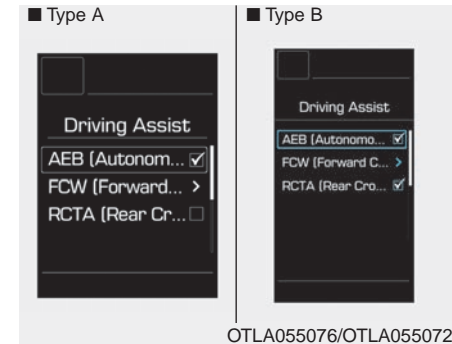 ■ Type A
Driving Assist
AEB (Autonom...
FCW (Forward... >
RCTA (Rear Cr...
■ Type B
Driving Assist
AEB (Autonomo...
FCW (Forward C... >
RCTA (Rear Cro...
OTLA055076/OTLA055072